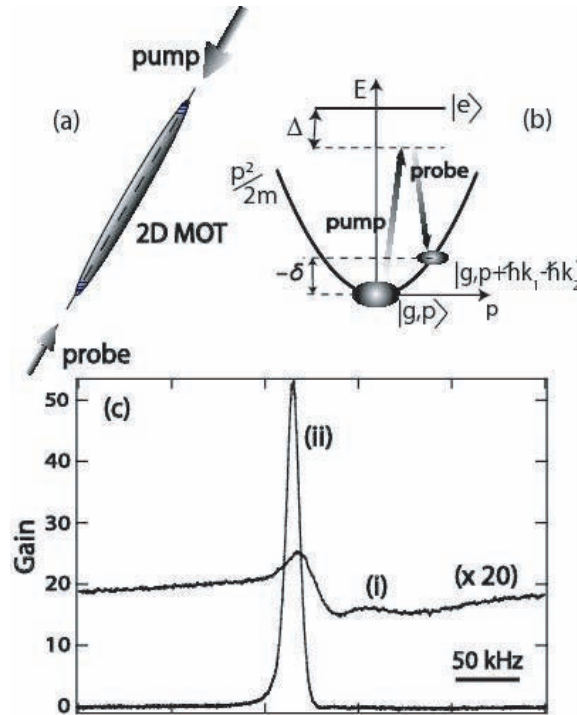 pump
(a)
2D MOT
probe
E
|e⟩
(b)
Δ
p²/2m
probe
pump
-δ
|g,p+ħk₁-ħk₂
|g,p⟩
p
(c)
50
(ii)
40
30
20
(i)
(x 20)
10
50 kHz
0
Gain